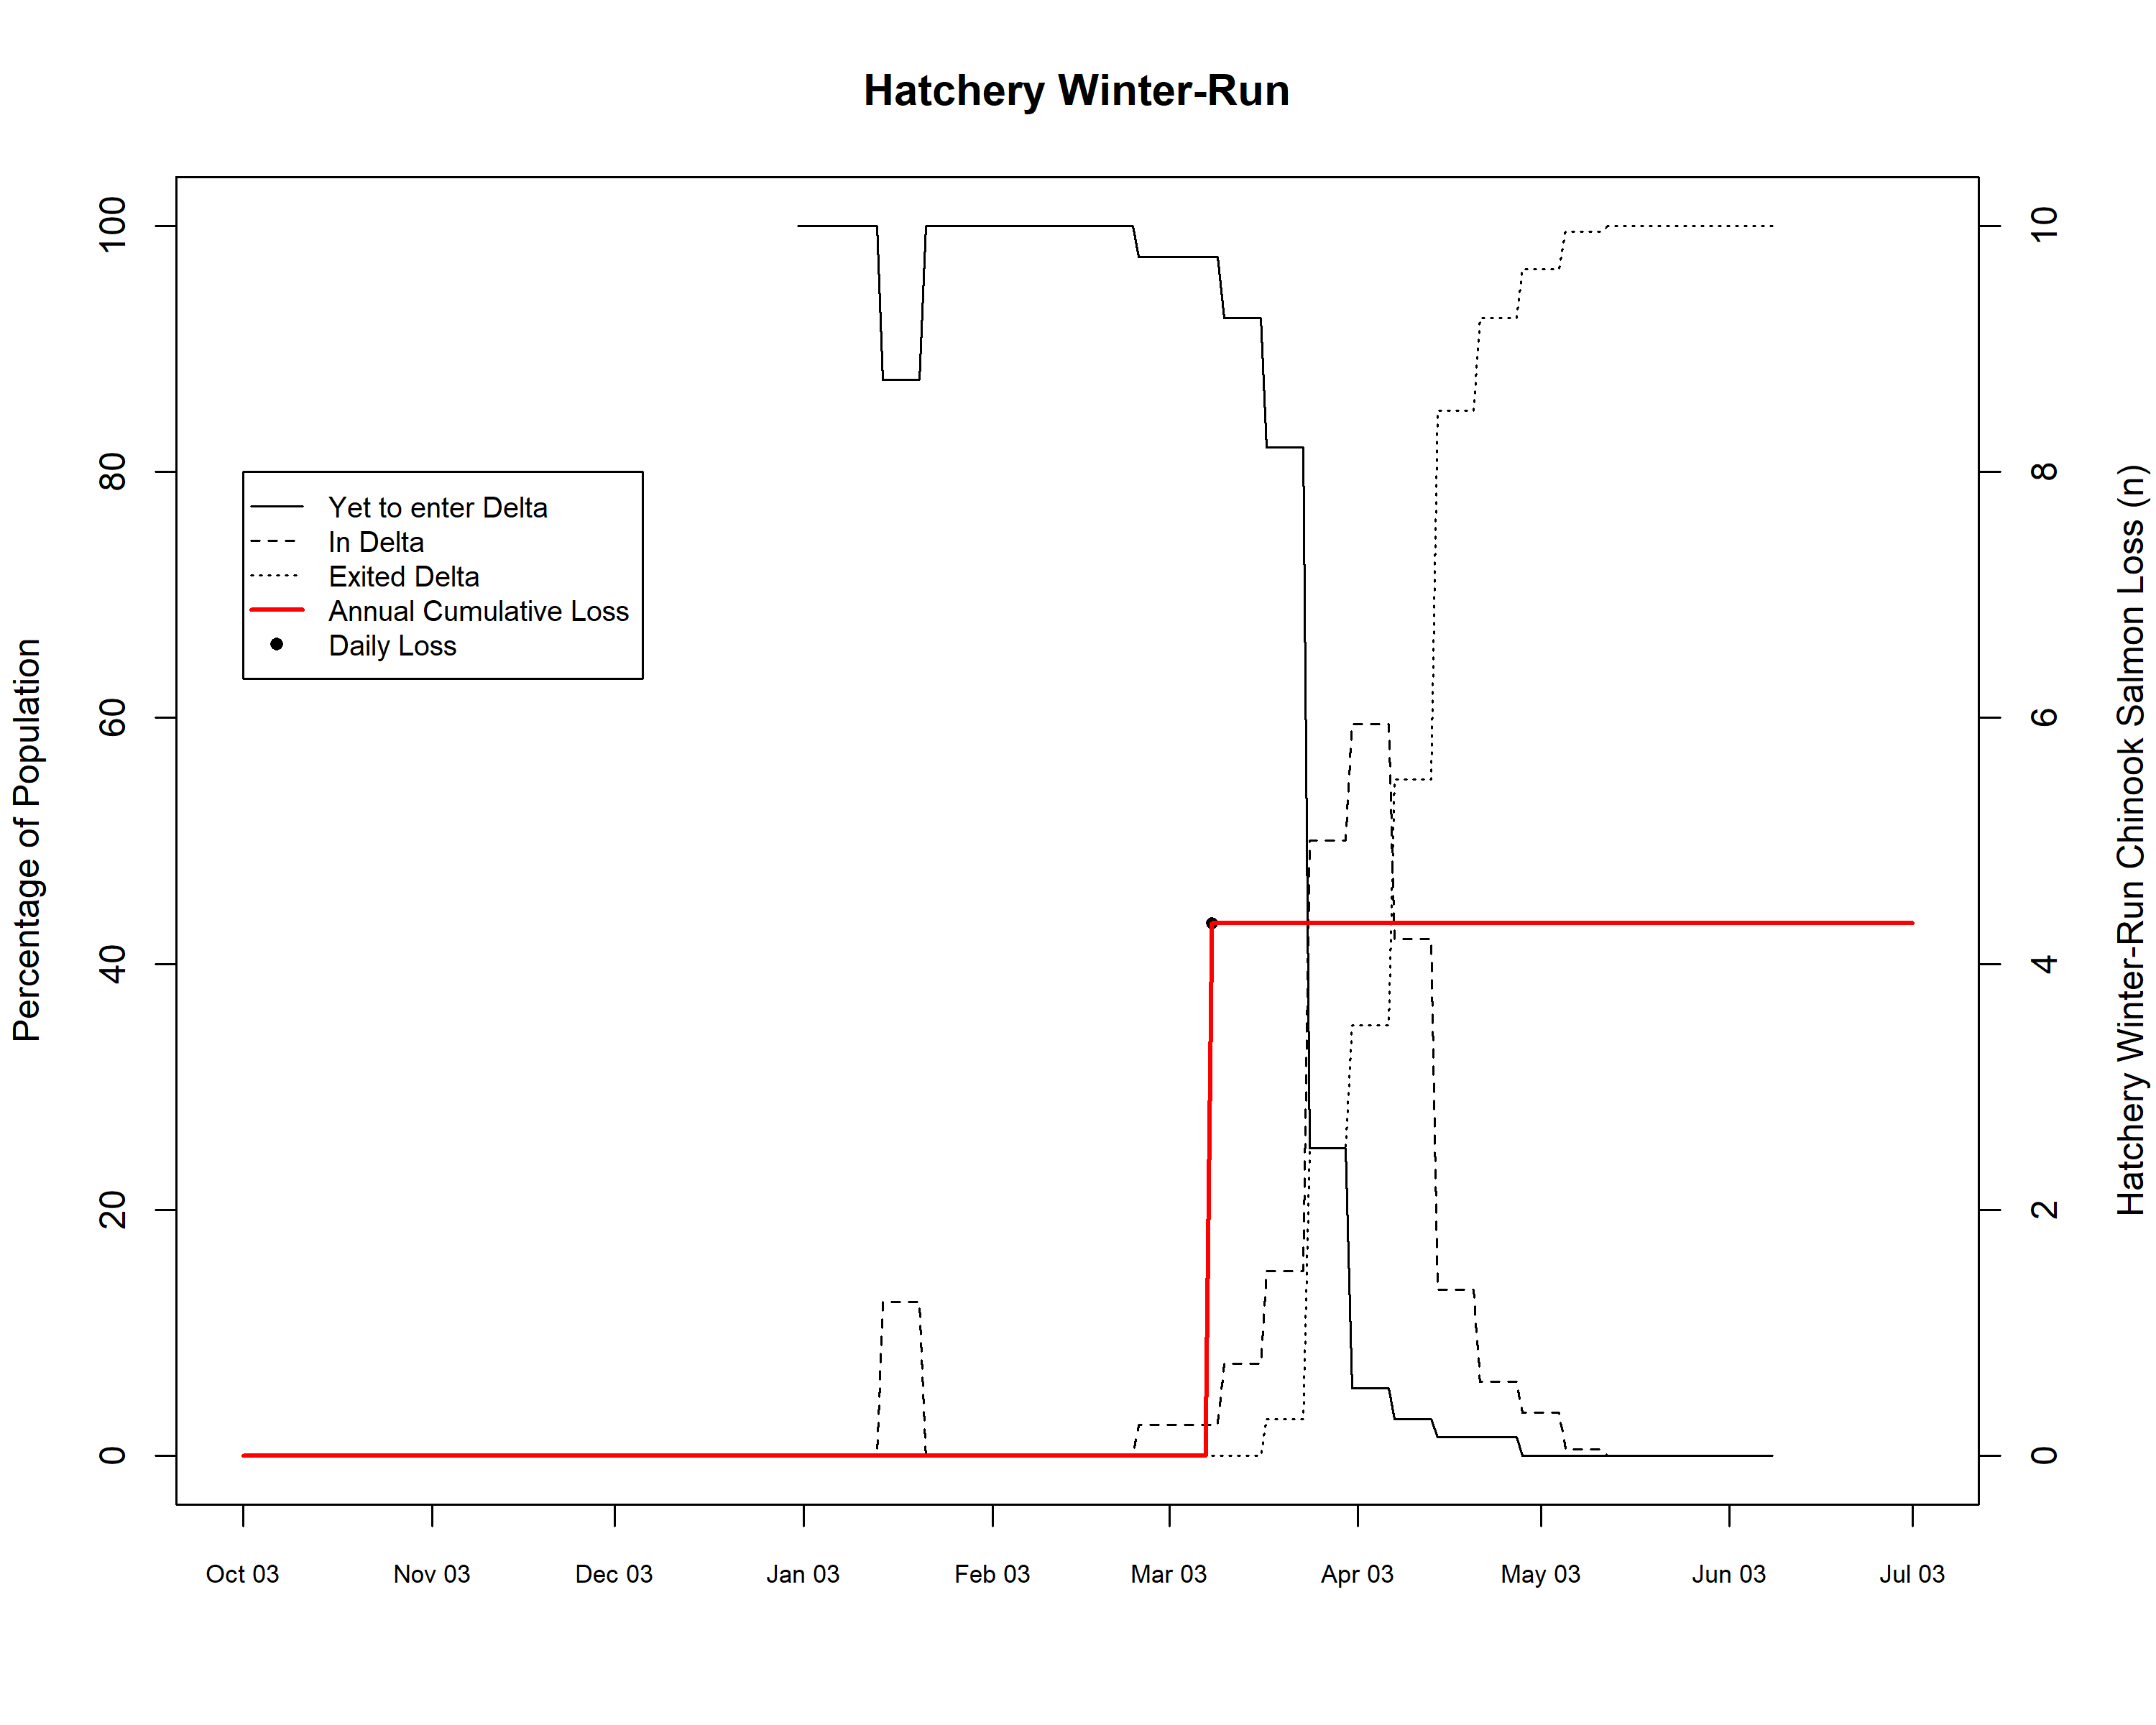 Hatchery Winter-Run
Percentage of Population
100
80
60
40
20
0
Yet to enter Delta
In Delta
Exited Delta
Annual Cumulative Loss
Daily Loss
10
8
6
4
2
0
Hatchery Winter-Run Chinook Salmon Loss (n)
Oct 03 Nov 03 Dec 03 Jan 03 Feb 03 Mar 03 Apr 03 May 03 Jun 03 Jul 03